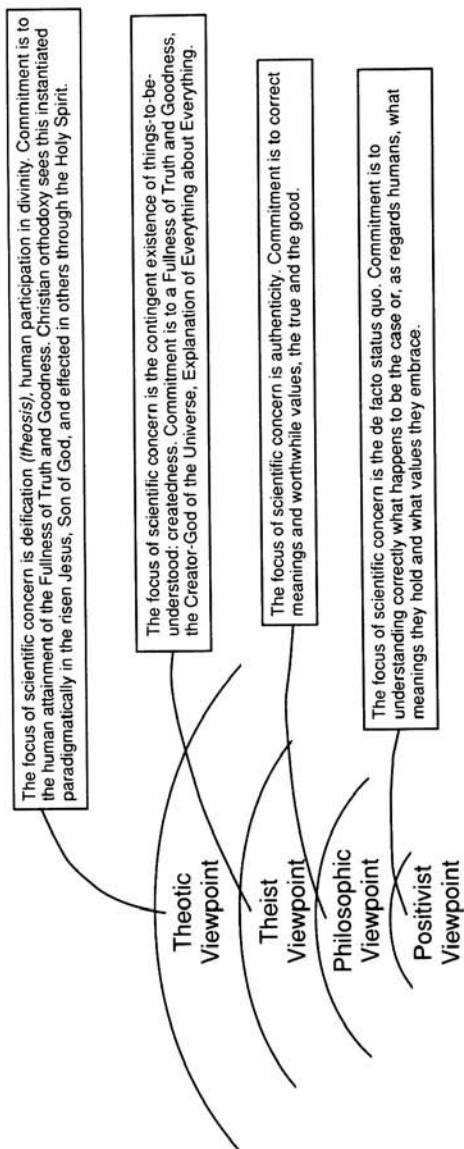 The focus of scientific concern is deification (theosis), human participation in divinity. Commitment is to
the human attainment of the Fullness of Truth and Goodness. Christian orthodoxy sees this instantiated
paradigmatically in the risen Jesus, Son of God, and effected in others through the Holy Spirit.
The focus of scientific concern is the contingent existence of things-to-be-
understood: createdness. Commitment is to a Fullness of Truth and Goodness,
the Creator-God of the Universe, Explanation of Everything about Everything.
The focus of scientific concern is authenticity. Commitment is to correct
meanings and worthwhile values, the true and the good.
The focus of scientific concern is the de facto status quo. Commitment is to
understanding correctly what happens to be the case or, as regards humans, what
meanings they hold and what values they embrace.
Theotic
Viewpoint
Theist
Viewpoint
Philosophic
Viewpoint
Positivist
Viewpoint